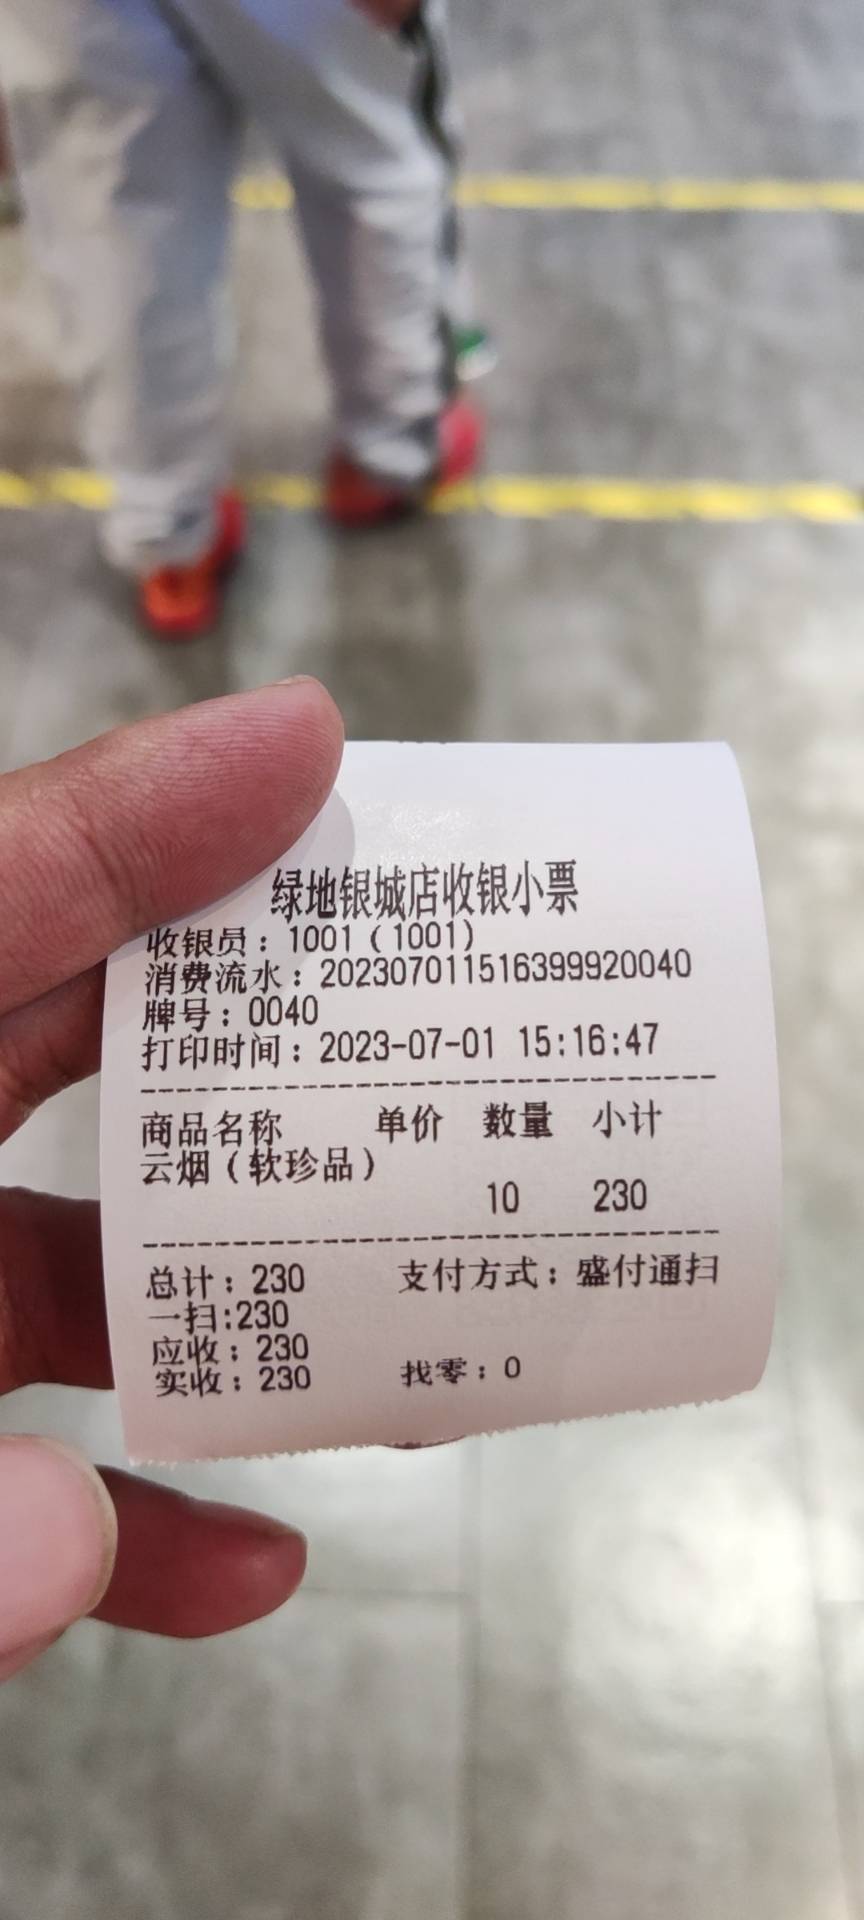 绿地银城店收银小票
收银员：1001（1001）
消费流水：202307011516399920040
牌号：0040
打印时间：2023-07-01 15:16:47
商品名称 单价 数量 小计
云烟（软珍品）
10 230
总计：230 支付方式：盛付通扫
一扫:230
应收：230
实收：230 找零：0